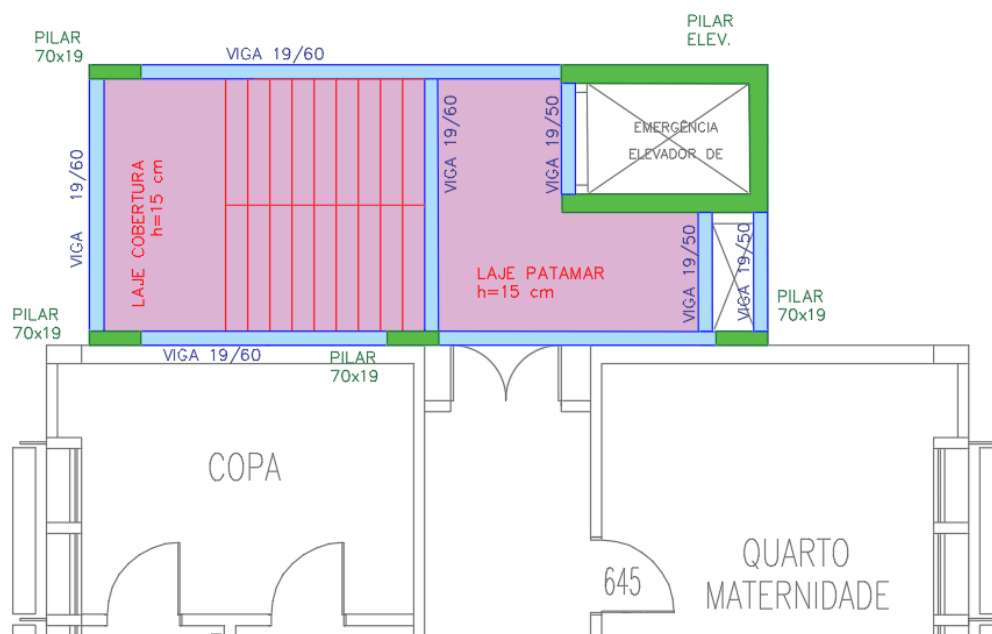 PILAR
ELEV.
PILAR
70x19
VIGA 19/60
VIGA 19/60
VIGA 19/50
EMERGÊNCIA
ELEVADOR DE
VIGA 19/60
LAJE COBERTURA
h=15 cm
LAJE PATAMAR
h=15 cm
VIGA 19/50
VIGA 19/50
PILAR
70x19
PILAR
70x19
VIGA 19/60
PILAR
70x19
COPA
645
QUARTO
MATERNIDADE